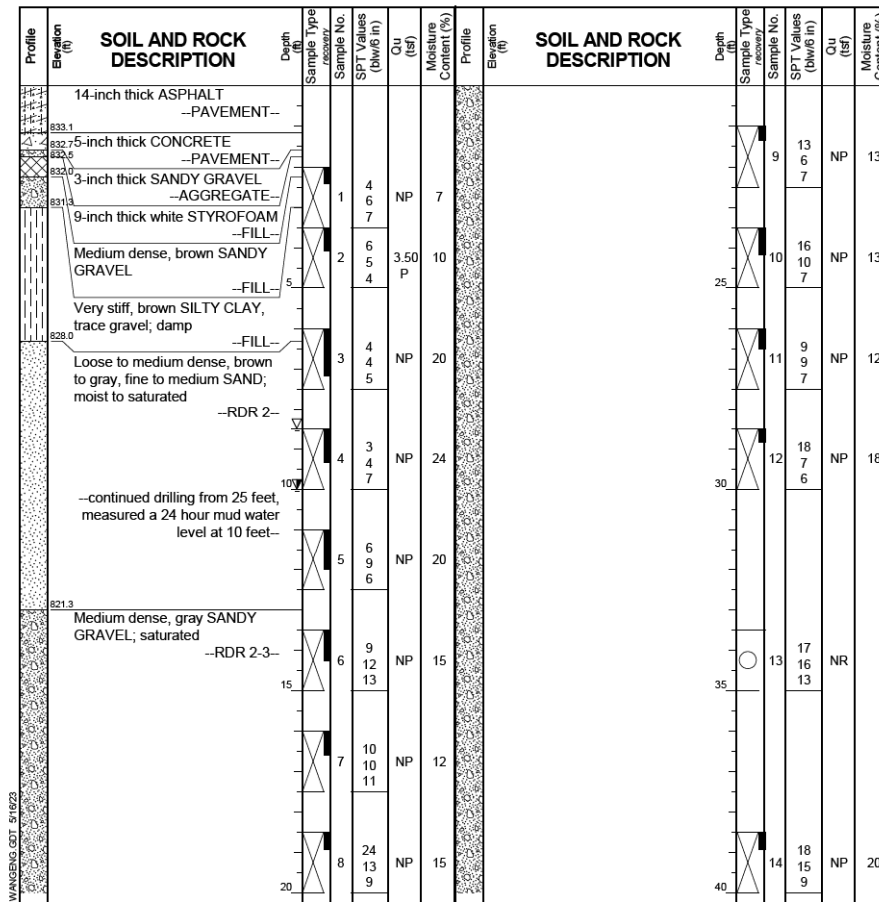 Profile
Elevation
(ft)
SOIL AND ROCK
DESCRIPTION
Depth
(ft)
Sample Type
recovery
Sample No.
SPT Values
(blw/6 in)
Qu
(tsf)
Moisture
Content (%)
14-inch thick ASPHALT
--PAVEMENT--
833.1
5-inch thick CONCRETE
832.7
--PAVEMENT--
832.5
3-inch thick SANDY GRAVEL
832.0
--AGGREGATE--
831.3
9-inch thick white STYROFOAM
--FILL--
Medium dense, brown SANDY
GRAVEL
--FILL--
Very stiff, brown SILTY CLAY,
trace gravel; damp
--FILL--
828.0
Loose to medium dense, brown
to gray, fine to medium SAND;
moist to saturated
--RDR 2--
--continued drilling from 25 feet,
measured a 24 hour mud water
level at 10 feet--
821.3
Medium dense, gray SANDY
GRAVEL; saturated
--RDR 2-3--
5
10
15
20
1 4 6 7 NP 7
2 6 5 4 3.50 P 10
3 4 4 5 NP 20
4 3 4 7 NP 24
5 6 9 6 NP 20
6 9 12 13 NP 15
7 10 10 11 NP 12
8 24 13 9 NP 15
WANGENG.GDT 5/16/23
Profile
Elevation
(ft)
SOIL AND ROCK
DESCRIPTION
Depth
(ft)
Sample Type
recovery
Sample No.
SPT Values
(blw/6 in)
Qu
(tsf)
Moisture
Content (%)
25
30
35
40
9 13 6 7 NP 13
10 16 10 7 NP 13
11 9 9 7 NP 12
12 18 7 6 NP 18
13 17 16 13 NR
14 18 15 9 NP 20